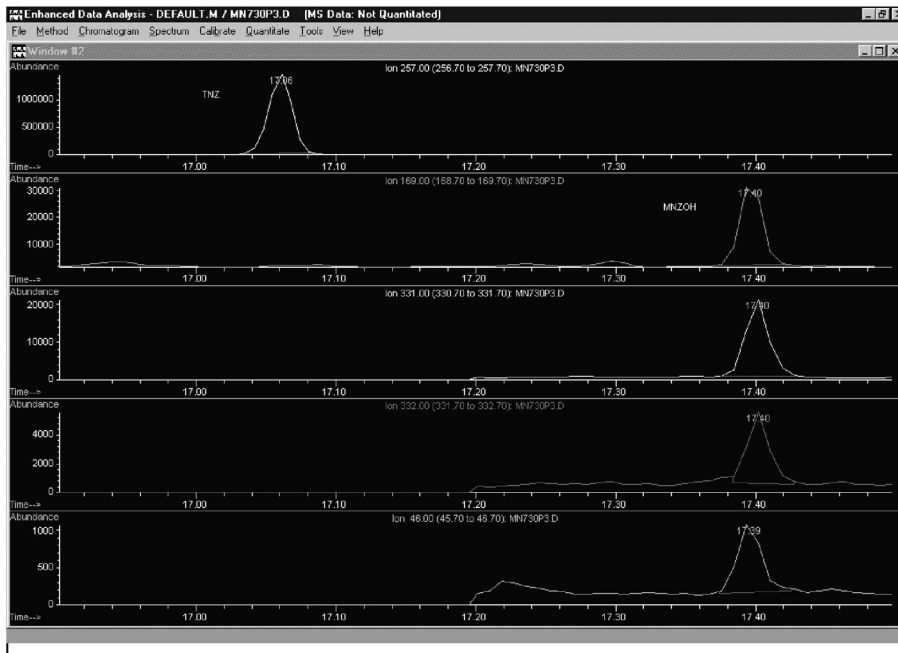 Enhanced Data Analysis - DEFAULT.M / MN730P3.D (MS Data: Not Quantitated)
File Method Chromatogram Spectrum Calibrate Quantitate Tools View Help
Window #2
Abundance
Ion 257.00 (256.70 to 257.70): MN730P3.D
17.06
TNZ
1000000
500000
0
Time--> 17.00 17.10 17.20 17.30 17.40
Abundance
Ion 169.00 (168.70 to 169.70): MN730P3.D
30000
17.40
MNZOH
20000
10000
0
Time--> 17.00 17.10 17.20 17.30 17.40
Abundance
Ion 331.00 (330.70 to 331.70): MN730P3.D
20000
17.40
10000
0
Time--> 17.00 17.10 17.20 17.30 17.40
Abundance
Ion 332.00 (331.70 to 332.70): MN730P3.D
17.40
4000
2000
0
Time--> 17.00 17.10 17.20 17.30 17.40
Abundance
Ion 46.00 (45.70 to 46.70): MN730P3.D
1000
17.39
500
0
Time--> 17.00 17.10 17.20 17.30 17.40